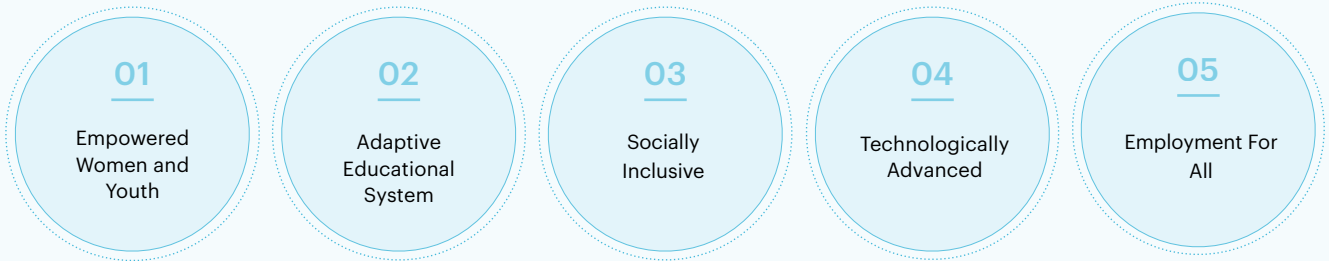 01
Empowered
Women and
Youth
02
Adaptive
Educational
System
03
Socially
Inclusive
04
Technologically
Advanced
05
Employment For
All